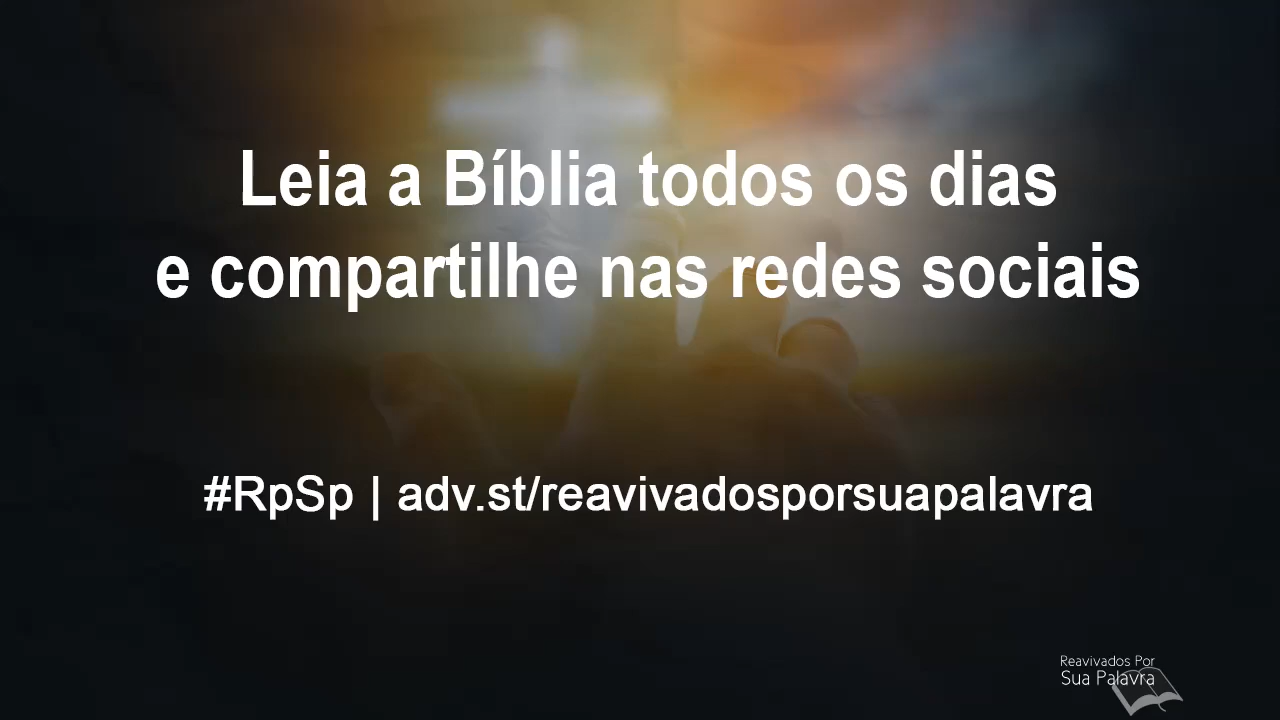 Leia a Bíblia todos os dias
e compartilhe nas redes sociais
#RpSp | adv.st/reavivadosporsuapalavra
Reavivados Por
Sua Palavra